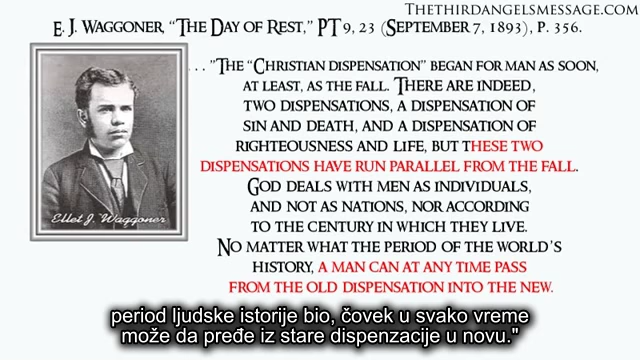 THETHIRDANGELSMESSAGE.COM
E. J. WAGGONER, “THE DAY OF REST,” PT 9, 23 (SEPTEMBER 7, 1893), P. 356.
. . . "THE “CHRISTIAN DISPENSATION” BEGAN FOR MAN AS SOON,
AT LEAST, AS THE FALL. THERE ARE INDEED,
TWO DISPENSATIONS, A DISPENSATION OF
SIN AND DEATH, AND A DISPENSATION OF
RIGHTEOUSNESS AND LIFE, BUT THESE TWO
DISPENSATIONS HAVE RUN PARALLEL FROM THE FALL.
GOD DEALS WITH MEN AS INDIVIDUALS,
AND NOT AS NATIONS, NOR ACCORDING
TO THE CENTURY IN WHICH THEY LIVE.
NO MATTER WHAT THE PERIOD OF THE WORLD'S
HISTORY, A MAN CAN AT ANY TIME PASS
FROM THE OLD DISPENSATION INTO THE NEW.
Ellet J. Waggoner
period ljudske istorije bio, čovek u svako vreme
može da pređe iz stare dispenzacije u novu."